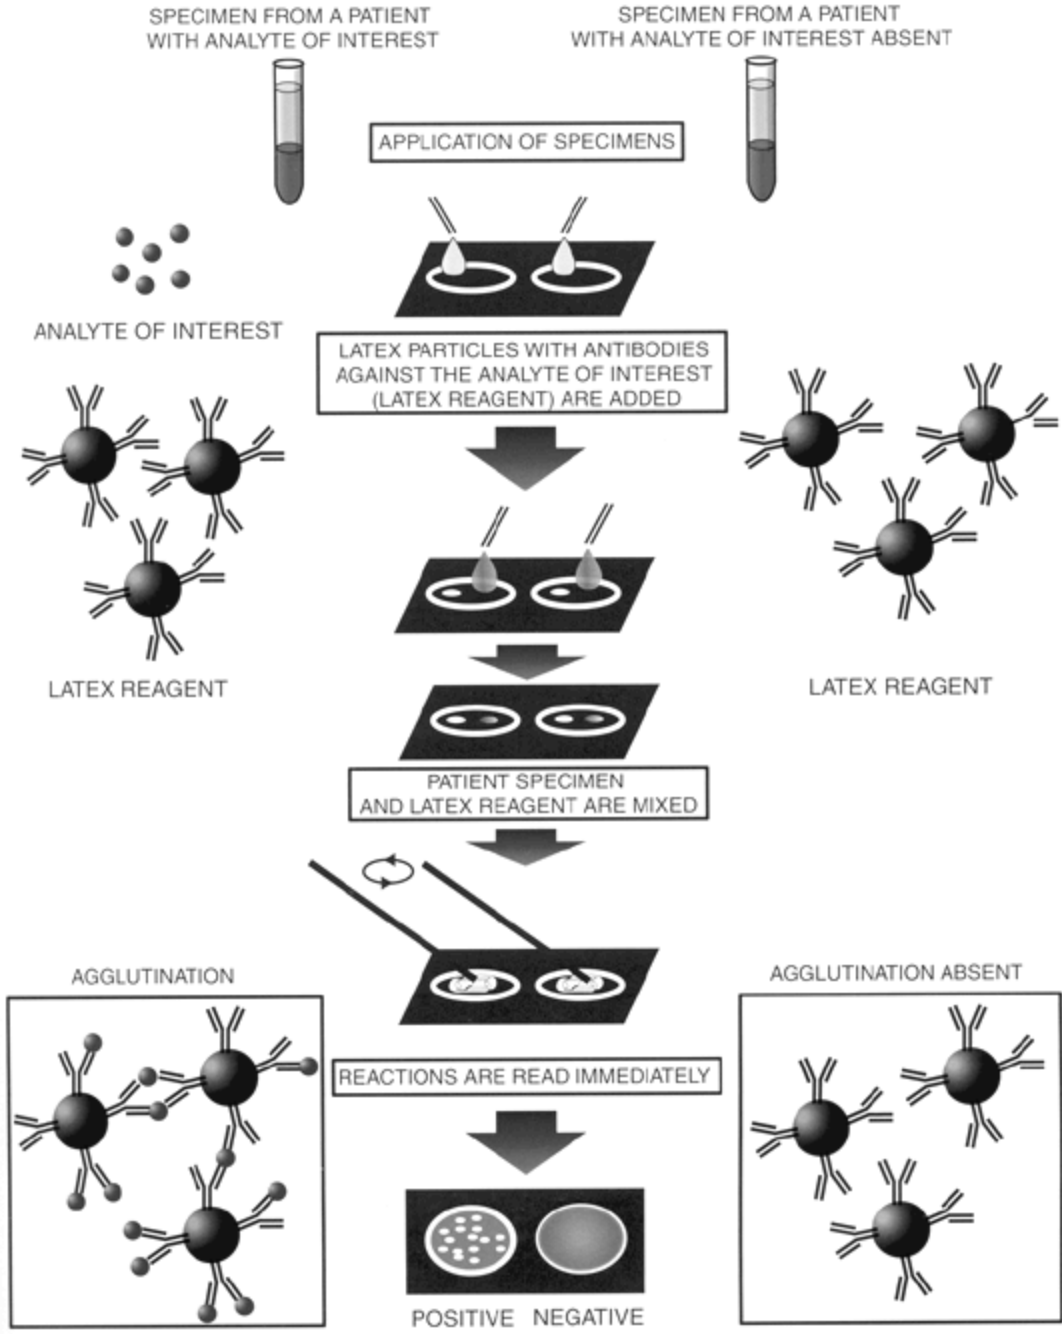 SPECIMEN FROM A PATIENT
WITH ANALYTE OF INTEREST
SPECIMEN FROM A PATIENT
WITH ANALYTE OF INTEREST ABSENT
APPLICATION OF SPECIMENS
ANALYTE OF INTEREST
LATEX PARTICLES WITH ANTIBODIES
AGAINST THE ANALYTE OF INTEREST
(LATEX REAGENT) ARE ADDED
LATEX REAGENT
LATEX REAGENT
PATIENT SPECIMEN
AND LATEX REAGENT ARE MIXED
AGGLUTINATION
AGGLUTINATION ABSENT
REACTIONS ARE READ IMMEDIATELY
POSITIVE
NEGATIVE